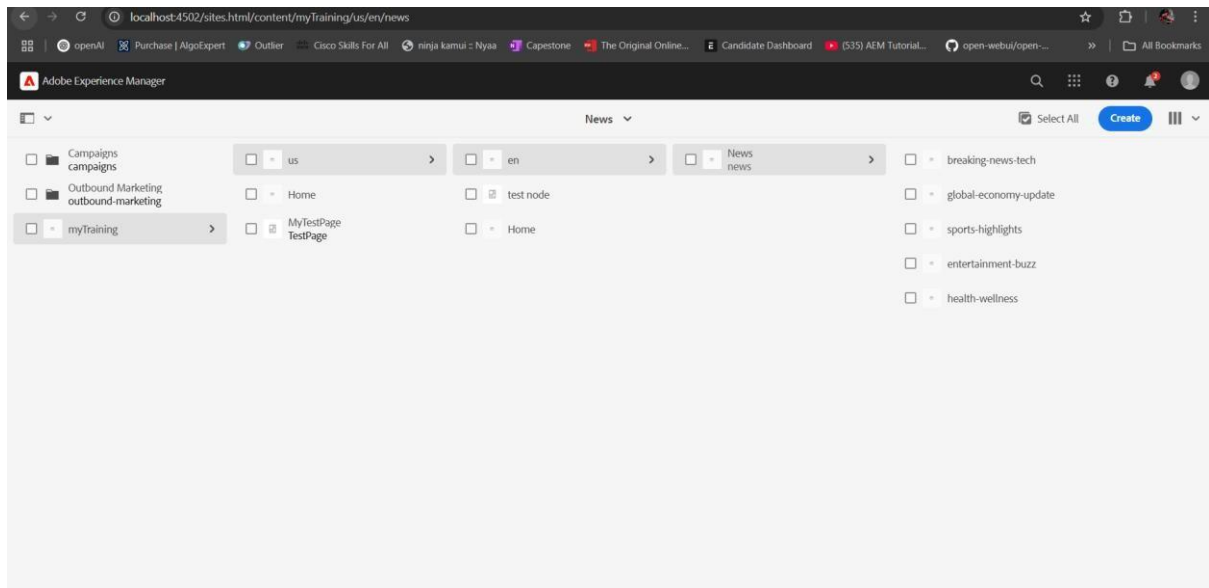 localhost:4502/sites.html/content/myTraining/us/en/news
openAI Purchase | AlgoExpert Outlier Cisco Skills For All ninja kamui :: Nyaa Capestone The Original Online... Candidate Dashboard (535) AEM Tutorial... open-webui/open-... » All Bookmarks
Adobe Experience Manager
News Select All Create
Campaigns
campaigns
Outbound Marketing
outbound-marketing
myTraining
us
Home
MyTestPage
TestPage
en
test node
Home
News
news
breaking-news-tech
global-economy-update
sports-highlights
entertainment-buzz
health-wellness